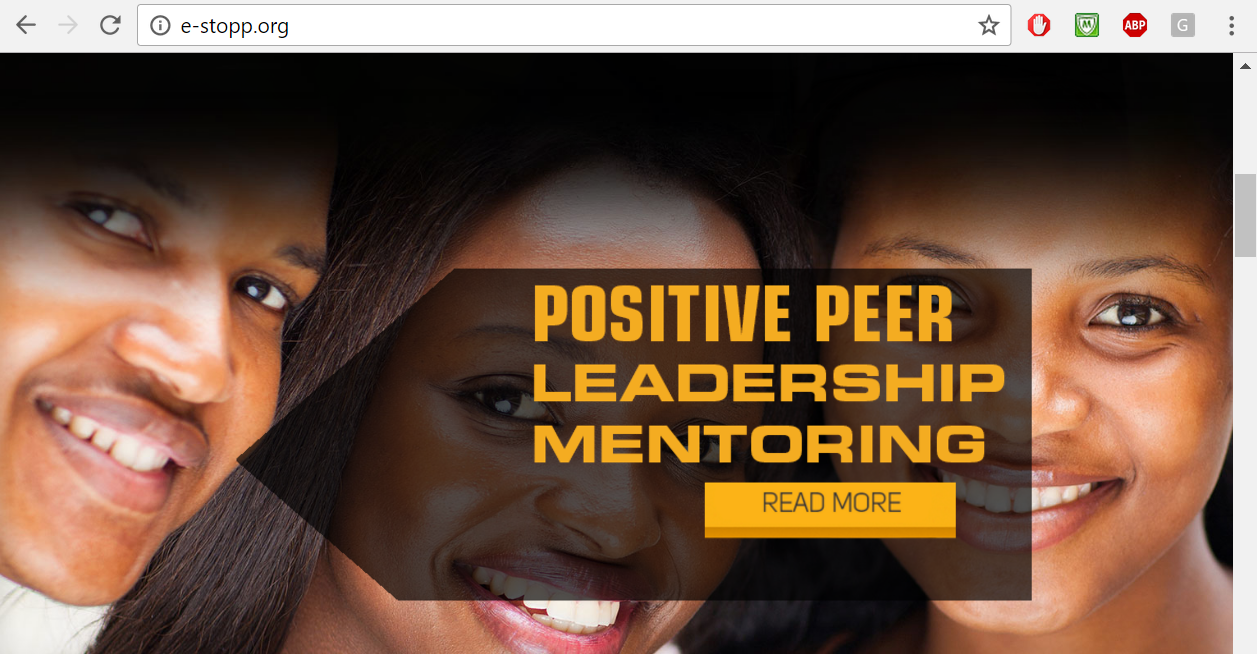 e-stopp.org
ABP
G
POSITIVE PEER
LEADERSHIP
MENTORING
READ MORE